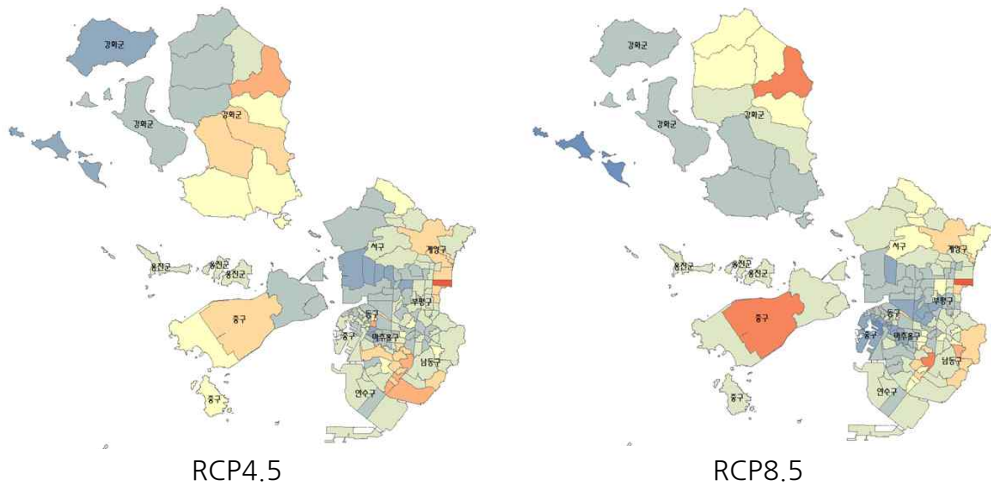 강화군
강화군
강화군
서구
계양구
옹진군
옹진군
옹진군
부평구
동구
중구
중구
미추홀구
남동구
연수구
중구
RCP4.5
강화군
강화군
강화군
서구
계양구
옹진군
옹진군
옹진군
부평구
동구
중구
중구
미추홀구
남동구
연수구
중구
RCP8.5